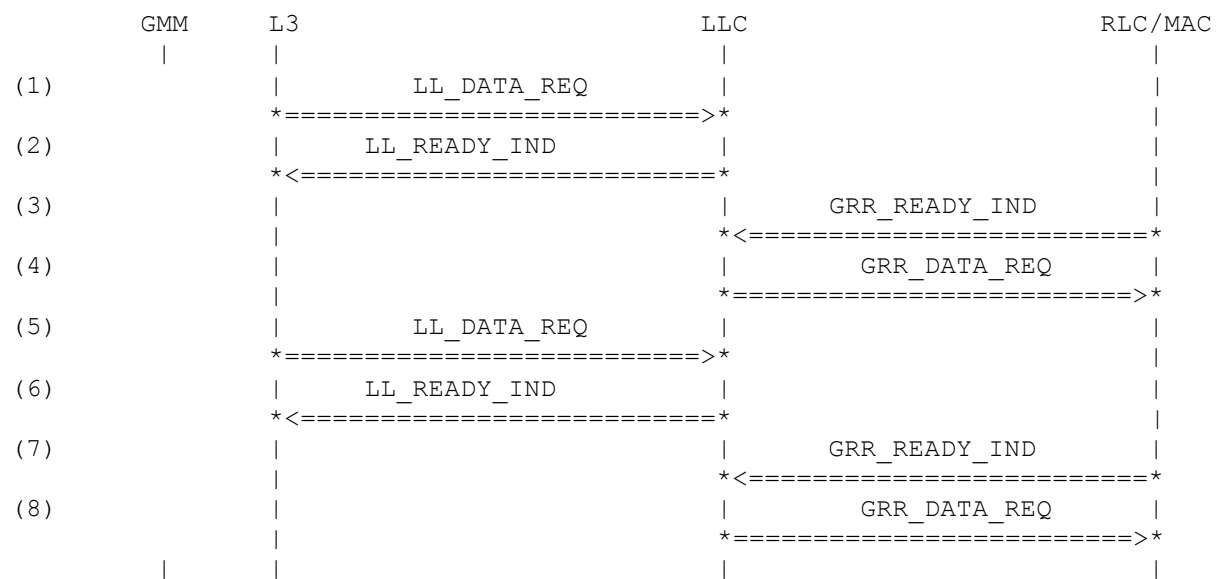 GMM L3 LLC RLC/MAC
(1) LL_DATA_REQ
(2) LL_READY_IND
(3) GRR_READY_IND
(4) GRR_DATA_REQ
(5) LL_DATA_REQ
(6) LL_READY_IND
(7) GRR_READY_IND
(8) GRR_DATA_REQ